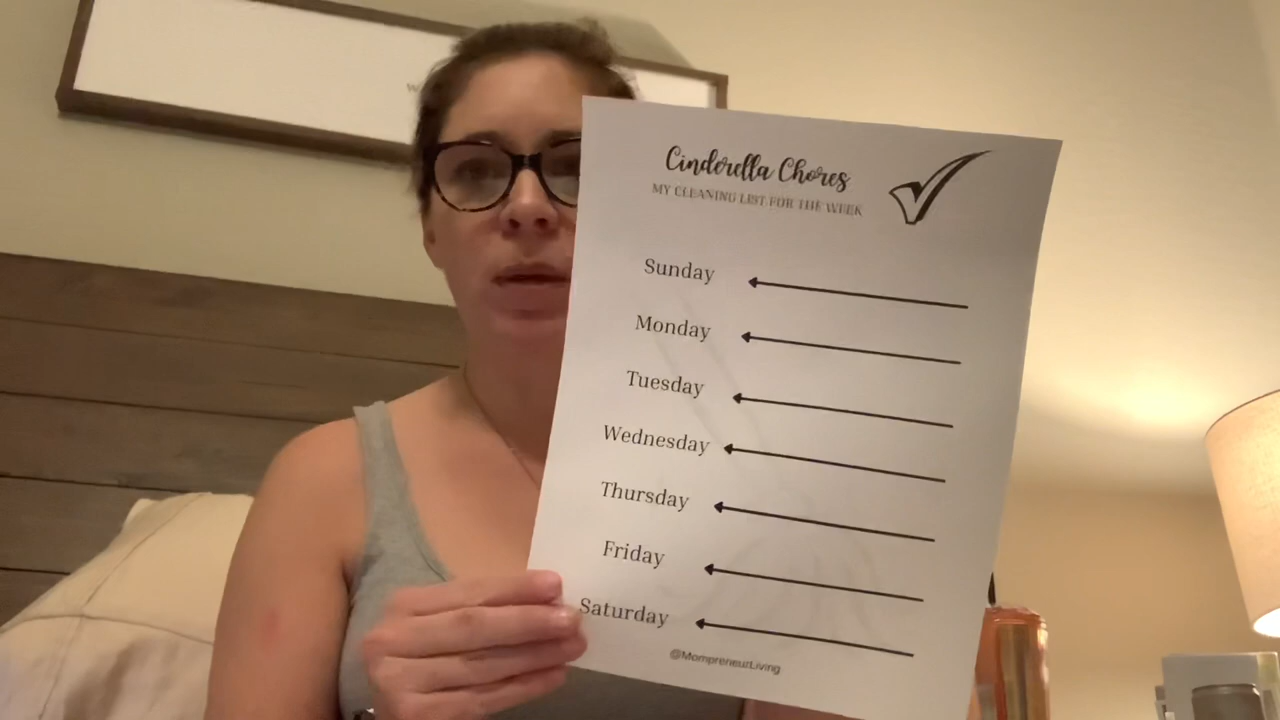 Cinderella Chores
MY CLEANING LIST FOR THE WEEK
Sunday
Monday
Tuesday
Wednesday
Thursday
Friday
Saturday
@MompreneurLiving